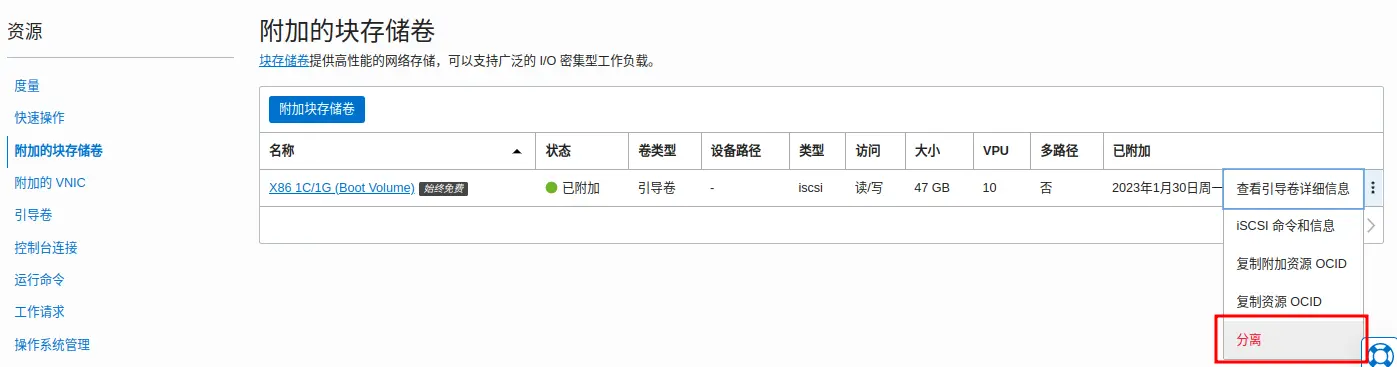 资源
度量
快速操作
附加的块存储卷
附加的 VNIC
引导卷
控制台连接
运行命令
工作请求
操作系统管理
附加的块存储卷
块存储卷提供高性能的网络存储，可以支持广泛的 I/O 密集型工作负载。
附加块存储卷
名称 状态 卷类型 设备路径 类型 访问 大小 VPU 多路径 已附加
X86 1C/1G (Boot Volume) 始终免费 已附加 引导卷 - iscsi 读/写 47 GB 10 否 2023年1月30日周一
查看引导卷详细信息
iSCSI 命令和信息
复制附加资源 OCID
复制资源 OCID
分离